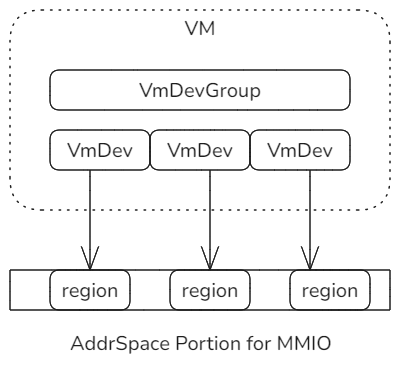 VM
VmDevGroup
VmDev VmDev VmDev
region region region
AddrSpace Portion for MMIO